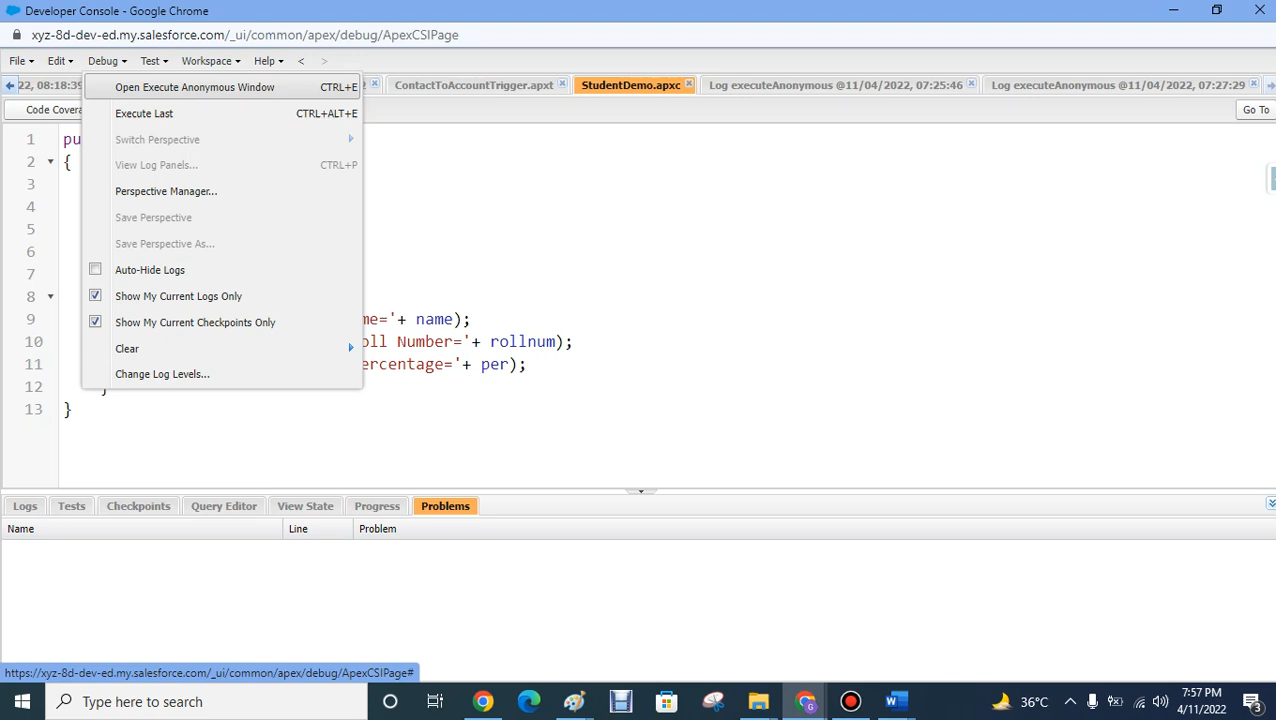 Developer Console - Google Chrome
xyz-8d-dev-ed.my.salesforce.com/_ui/common/apex/debug/ApexCSIPage
File Edit Debug Test Workspace Help < >
22, 08:18:39 ContactToAccountTrigger.apxt StudentDemo.apxc Log executeAnonymous @11/04/2022, 07:25:46 Log executeAnonymous @11/04/2022, 07:27:29
Code Covera Go To
Open Execute Anonymous Window CTRL+E
Execute Last CTRL+ALT+E
Switch Perspective
View Log Panels... CTRL+P
Perspective Manager...
Save Perspective
Save Perspective As...
Auto-Hide Logs
Show My Current Logs Only
Show My Current Checkpoints Only
Clear
Change Log Levels...
1 pu
2 {
3
4
5
6
7
8
9 me='+ name);
10 oll Number='+ rollnum);
11 ercentage='+ per);
12 }
13 }
Logs Tests Checkpoints Query Editor View State Progress Problems
Name Line Problem
https://xyz-8d-dev-ed.my.salesforce.com/_ui/common/apex/debug/ApexCSIPage#
Type here to search
36°C
7:57 PM
4/11/2022
3